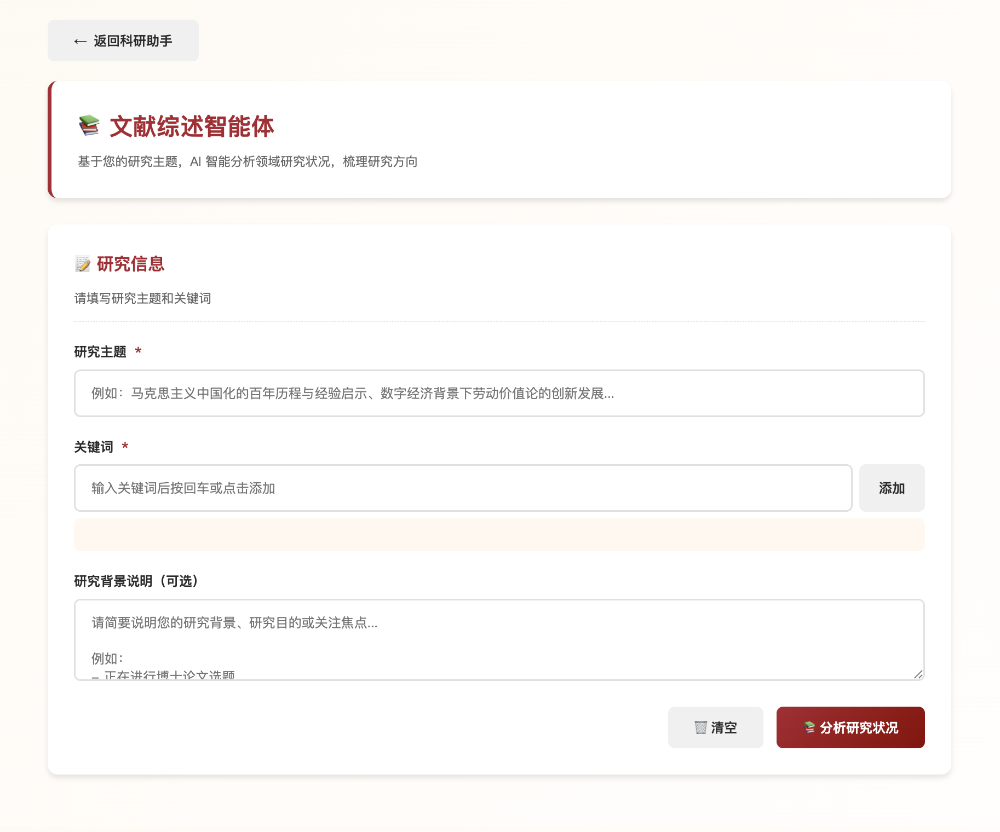 ← 返回科研助手
📚 文献综述智能体
基于您的研究主题，AI 智能分析领域研究状况，梳理研究方向
📝 研究信息
请填写研究主题和关键词
研究主题 *
例如：马克思主义中国化的百年历程与经验启示、数字经济背景下劳动价值论的创新发展...
关键词 *
输入关键词后按回车或点击添加
添加
研究背景说明（可选）
请简要说明您的研究背景、研究目的或关注焦点...
例如：
- 正在进行博士论文选题
🗑️ 清空
📚 分析研究状况